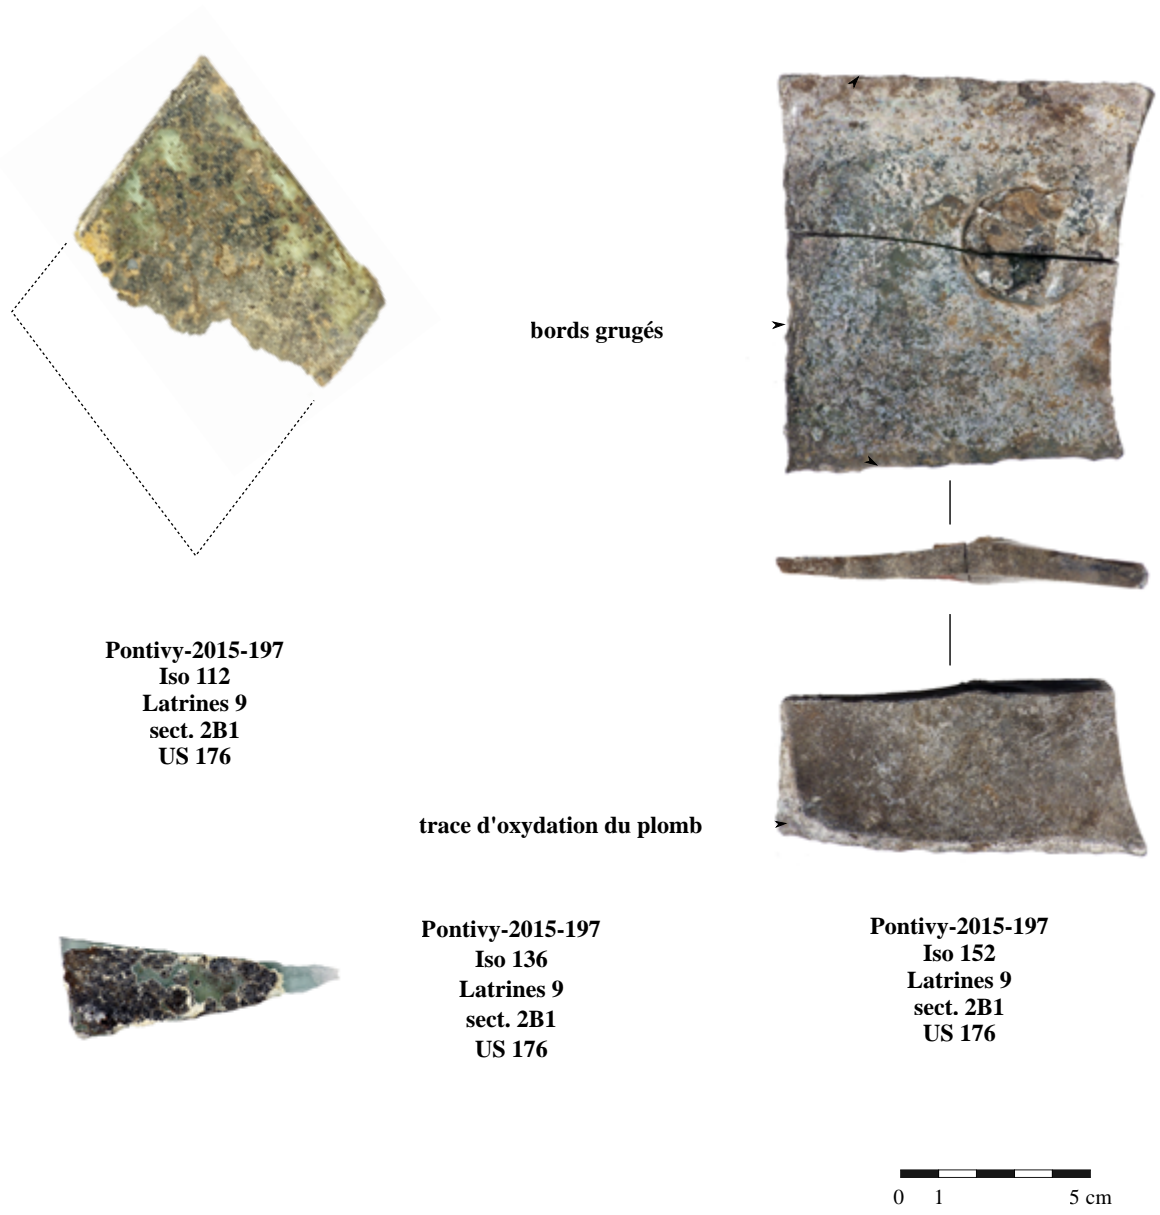 bords grugés
Pontivy-2015-197
Iso 112
Latrines 9
sect. 2B1
US 176
trace d'oxydation du plomb
Pontivy-2015-197
Iso 136
Latrines 9
sect. 2B1
US 176
Pontivy-2015-197
Iso 152
Latrines 9
sect. 2B1
US 176
0 1 5 cm